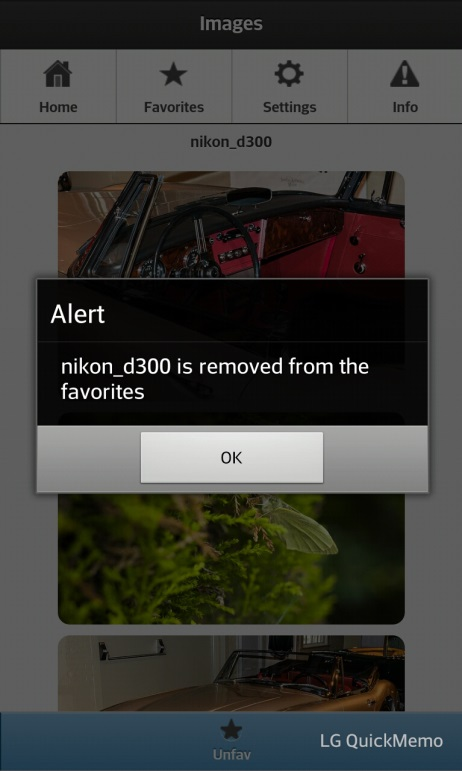 Images
Home Favorites Settings Info
nikon_d300
Alert
nikon_d300 is removed from the
favorites
OK
Unfav
LG QuickMemo